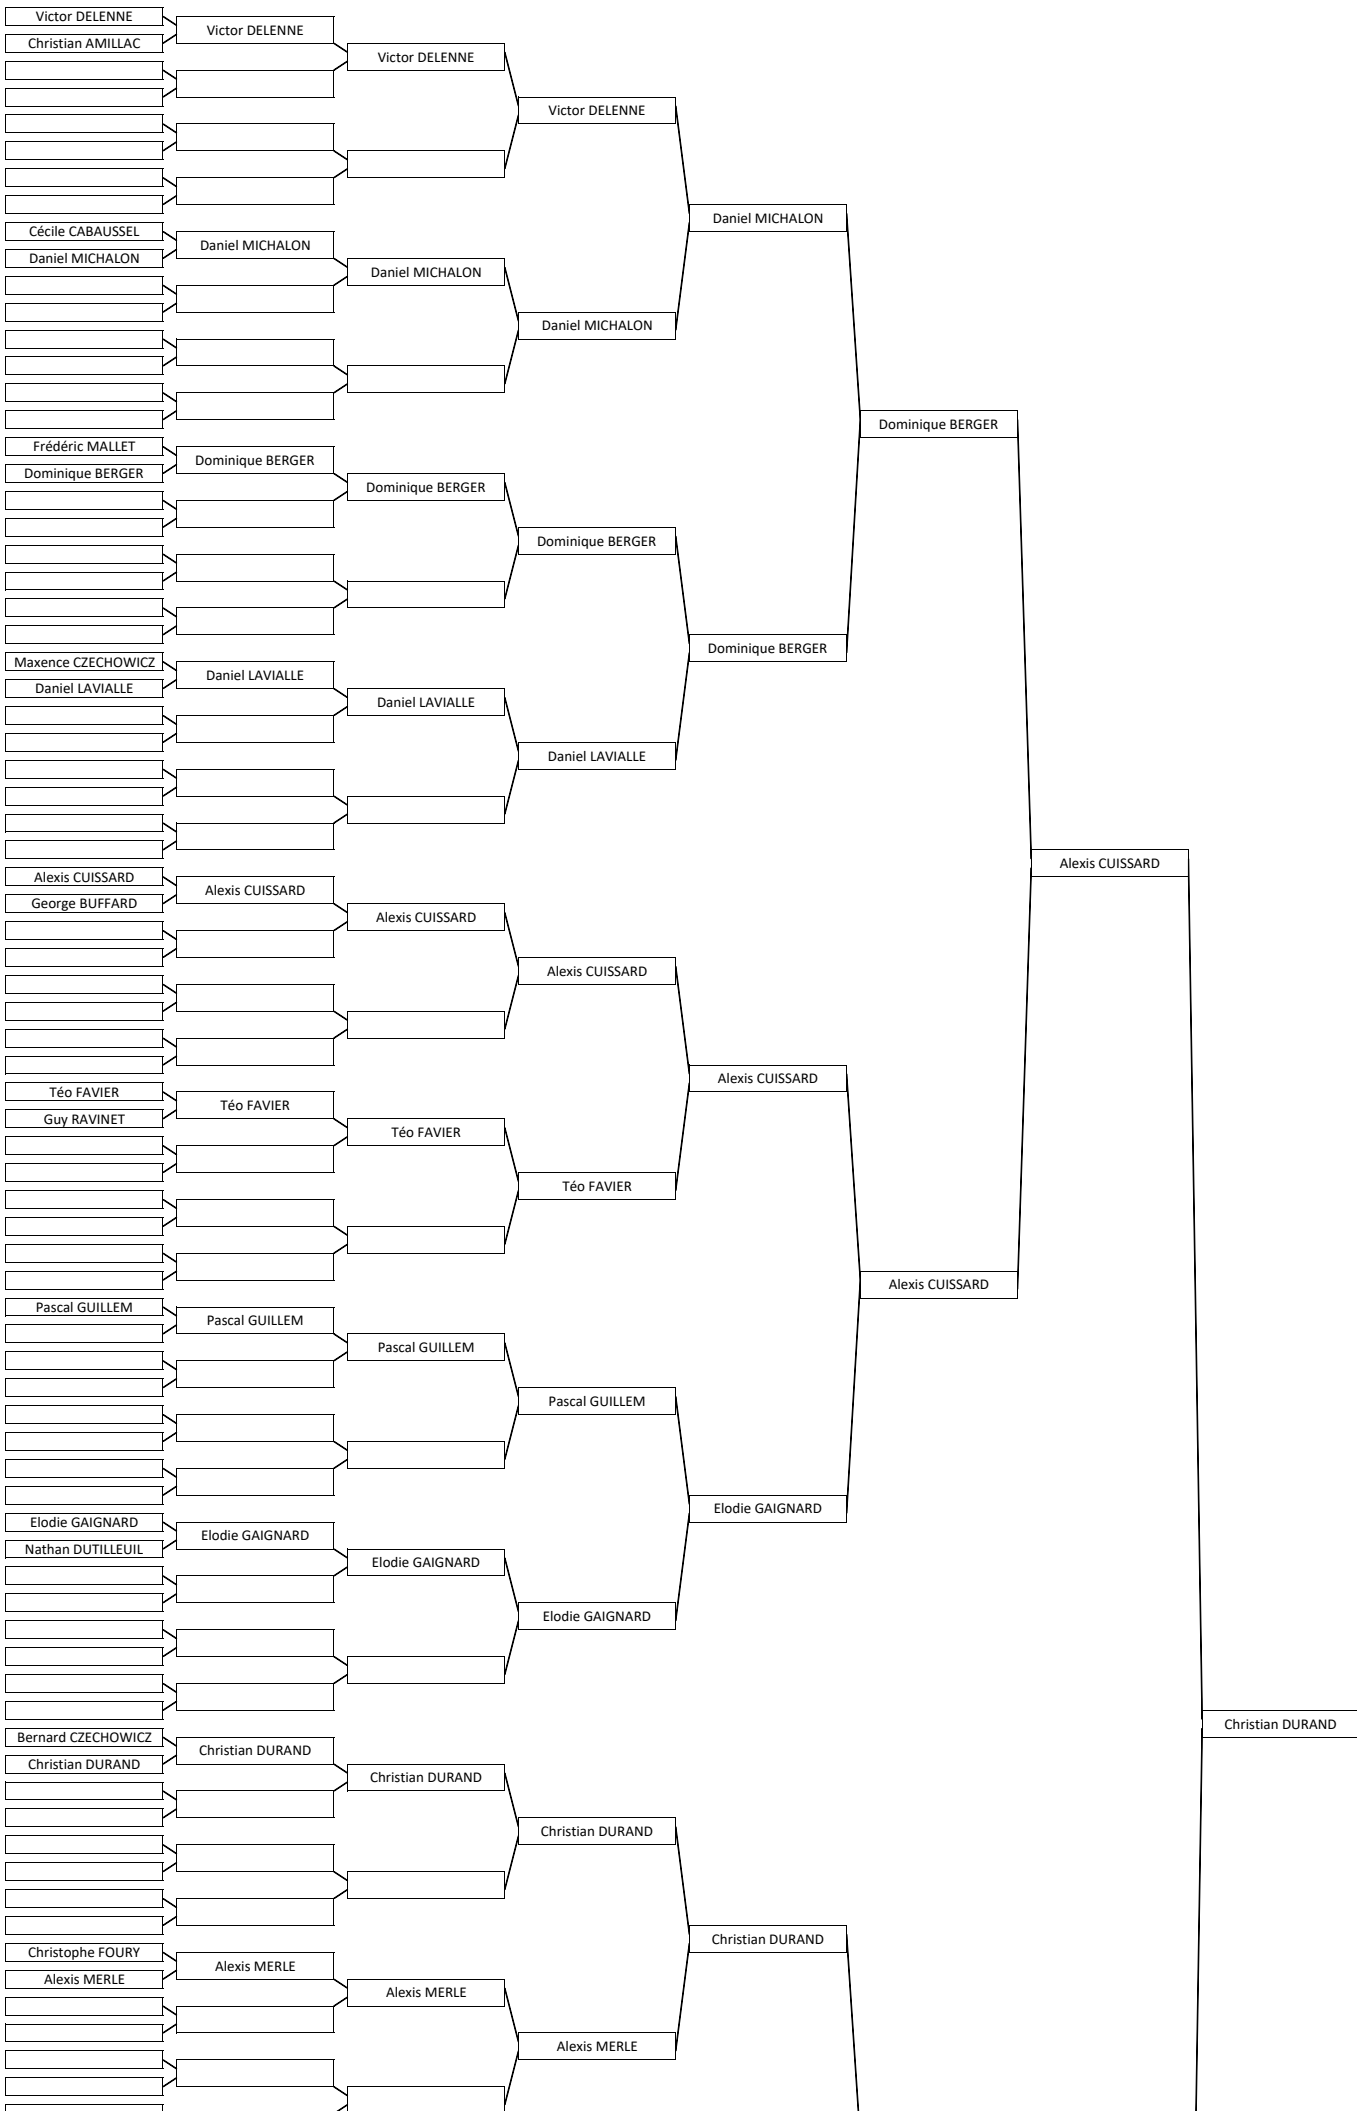 Victor DELENNE
Christian AMILLAC
Victor DELENNE
Victor DELENNE
Victor DELENNE
Daniel MICHALON
Cécile CABAUSSEL
Daniel MICHALON
Daniel MICHALON
Daniel MICHALON
Daniel MICHALON
Dominique BERGER
Frédéric MALLET
Dominique BERGER
Dominique BERGER
Dominique BERGER
Dominique BERGER
Dominique BERGER
Maxence CZECHOWICZ
Daniel LAVIALLE
Daniel LAVIALLE
Daniel LAVIALLE
Daniel LAVIALLE
Alexis CUISSARD
Alexis CUISSARD
George BUFFARD
Alexis CUISSARD
Alexis CUISSARD
Alexis CUISSARD
Alexis CUISSARD
Téo FAVIER
Guy RAVINET
Téo FAVIER
Téo FAVIER
Téo FAVIER
Alexis CUISSARD
Pascal GUILLEM
Pascal GUILLEM
Pascal GUILLEM
Pascal GUILLEM
Elodie GAIGNARD
Elodie GAIGNARD
Nathan DUTILLEUIL
Elodie GAIGNARD
Elodie GAIGNARD
Elodie GAIGNARD
Christian DURAND
Bernard CZECHOWICZ
Christian DURAND
Christian DURAND
Christian DURAND
Christian DURAND
Christian DURAND
Christophe FOURY
Alexis MERLE
Alexis MERLE
Alexis MERLE
Alexis MERLE